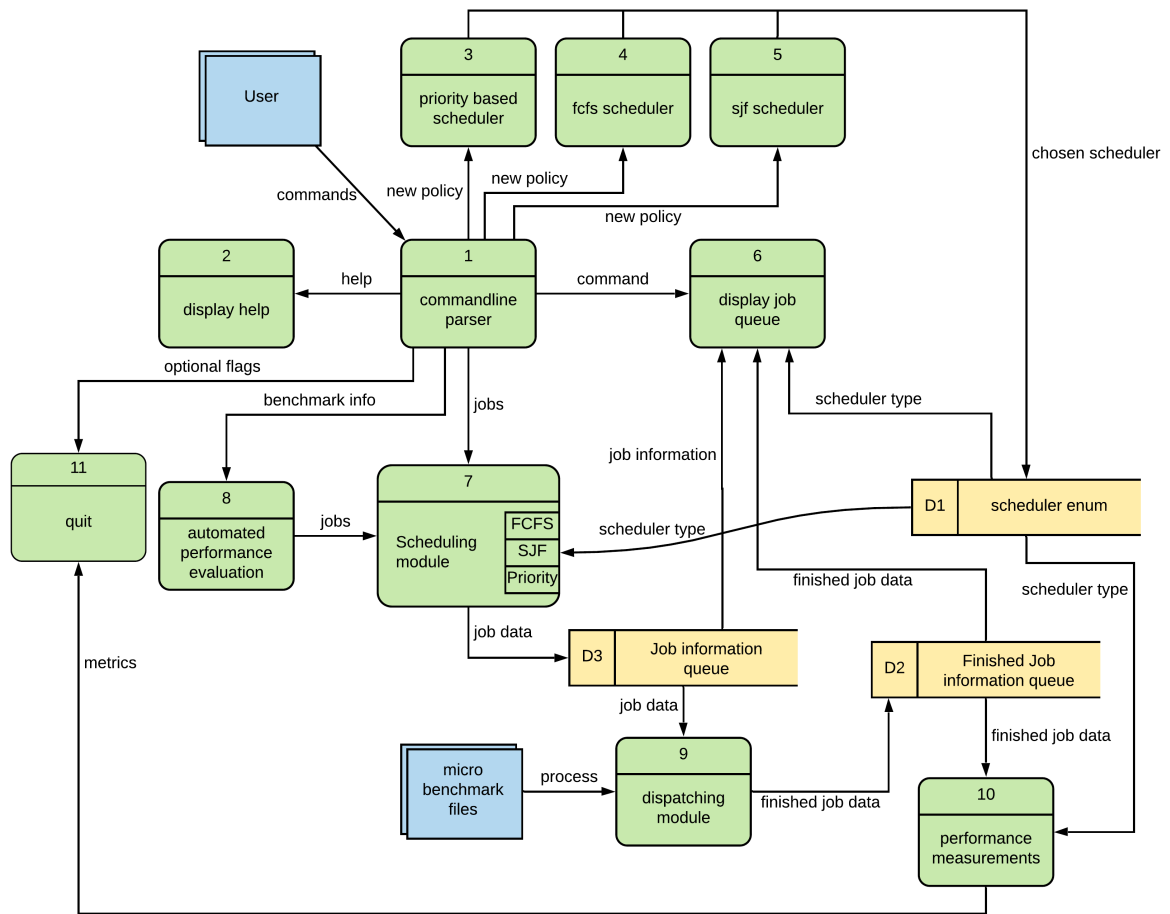 3
4
5
User
priority based
scheduler
fcfs scheduler
sjf scheduler
chosen scheduler
commands
new policy
new policy
new policy
2
display help
help
1
commandline
parser
command
6
display job
queue
optional flags
benchmark info
jobs
scheduler type
job information
11
quit
8
automated
performance
evaluation
jobs
7
Scheduling
module
FCFS
SJF
Priority
scheduler type
D1
scheduler enum
finished job data
scheduler type
job data
D3
Job information
queue
D2
Finished Job
information queue
metrics
job data
finished job data
micro
benchmark
files
process
9
dispatching
module
finished job data
10
performance
measurements